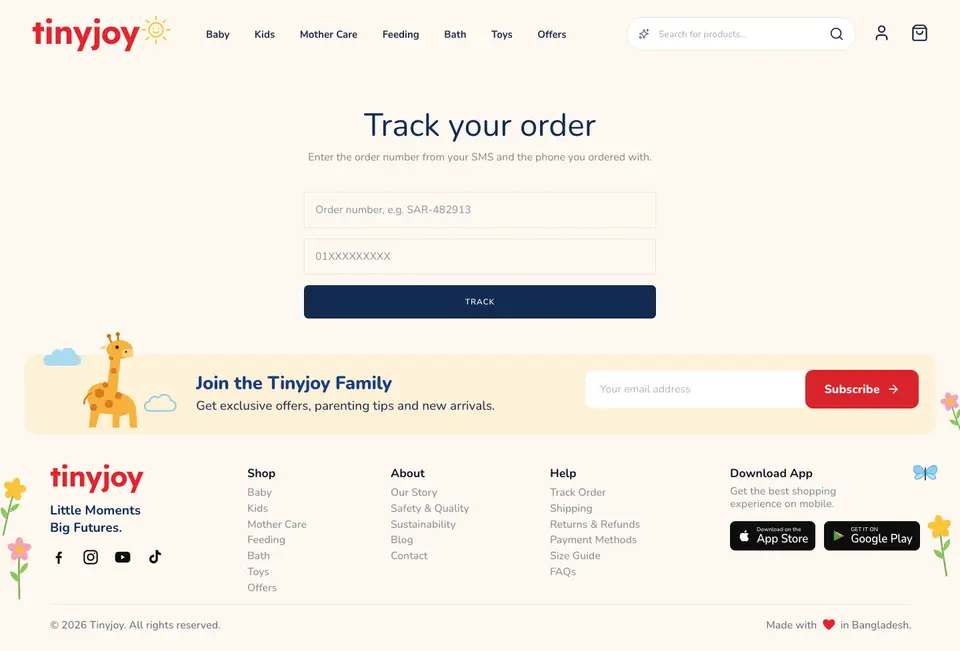 tinyjoy
Baby Kids Mother Care Feeding Bath Toys Offers
Search for products...
Track your order
Enter the order number from your SMS and the phone you ordered with.
Order number, e.g. SAR-482913
01XXXXXXXXX
TRACK
Join the Tinyjoy Family
Get exclusive offers, parenting tips and new arrivals.
Your email address
Subscribe →
tinyjoy
Little Moments
Big Futures.
Shop
Baby
Kids
Mother Care
Feeding
Bath
Toys
Offers
About
Our Story
Safety & Quality
Sustainability
Blog
Contact
Help
Track Order
Shipping
Returns & Refunds
Payment Methods
Size Guide
FAQs
Download App
Get the best shopping
experience on mobile.
Download on the
App Store
GET IT ON
Google Play
© 2026 Tinyjoy. All rights reserved.
Made with ❤ in Bangladesh.